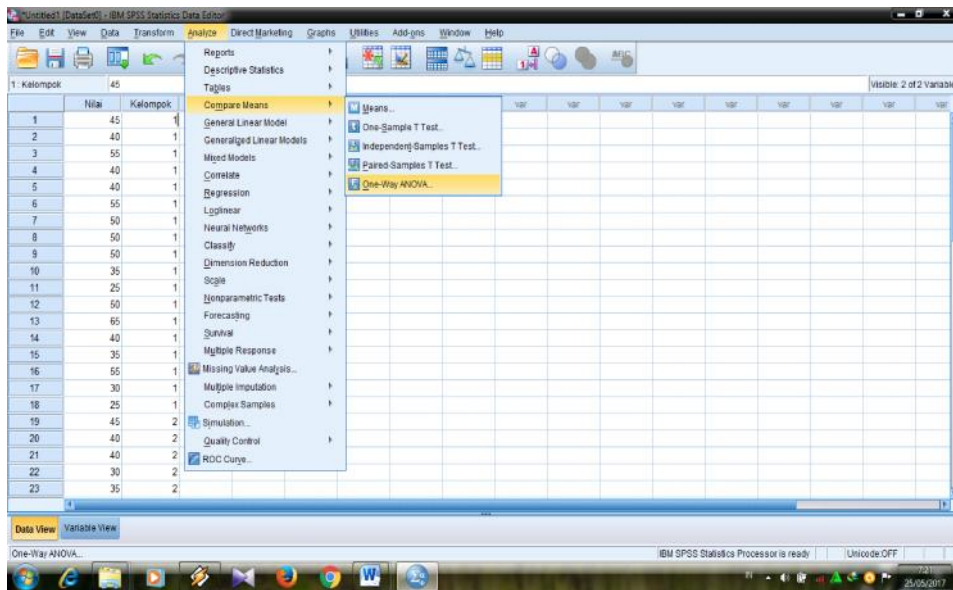 *Untitled1 [DataSet0] - IBM SPSS Statistics Data Editor
File Edit View Data Transform Analyze Direct Marketing Graphs Utilities Add-ons Window Help
1 : Kelompok 45 Visible: 2 of 2 Variable
Nilai Kelompok var var var var var var var var
1 45 1
2 40 1
3 55 1
4 40 1
5 40 1
6 55 1
7 50 1
8 50 1
9 50 1
10 35 1
11 25 1
12 50 1
13 65 1
14 40 1
15 35 1
16 55 1
17 30 1
18 25 1
19 45 2
20 40 2
21 40 2
22 30 2
23 35 2
Reports
Descriptive Statistics
Tables
Compare Means
General Linear Model
Generalized Linear Models
Mixed Models
Correlate
Regression
Loglinear
Neural Networks
Classify
Dimension Reduction
Scale
Nonparametric Tests
Forecasting
Survival
Multiple Response
Missing Value Analysis...
Multiple Imputation
Complex Samples
Simulation...
Quality Control
ROC Curve...
Means...
One-Sample T Test...
Independent-Samples T Test...
Paired-Samples T Test...
One-Way ANOVA...
Data View Variable View
One-Way ANOVA... IBM SPSS Statistics Processor is ready Unicode:OFF
7:21
25/05/2017